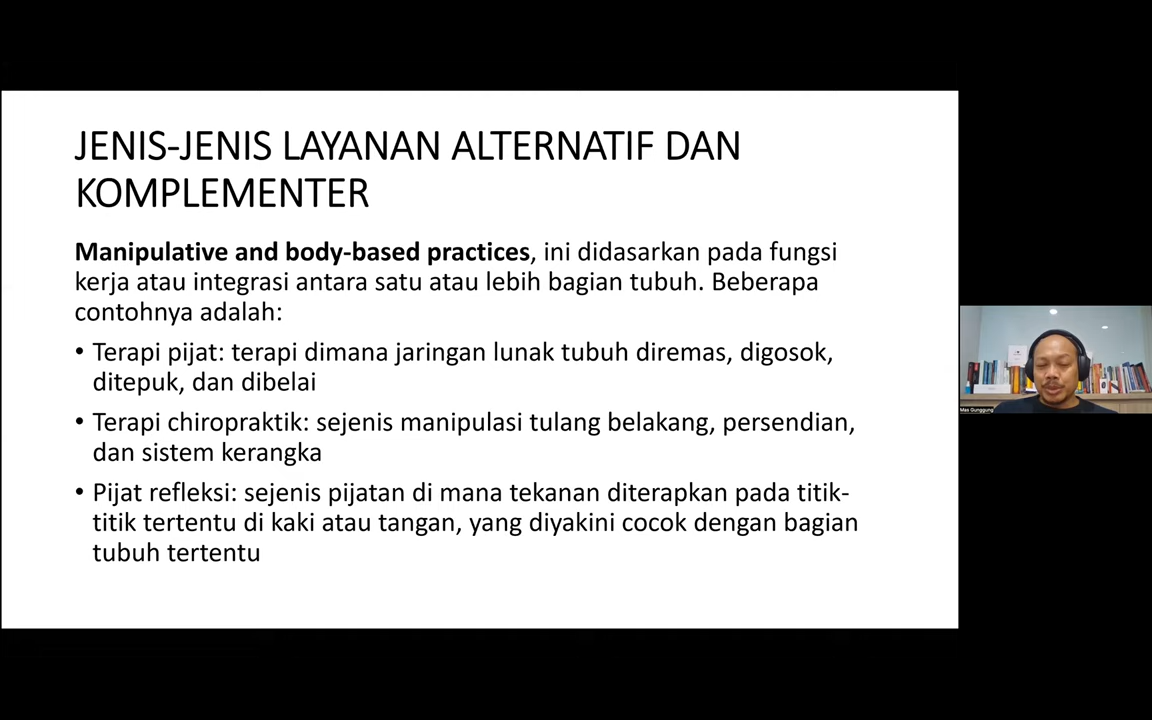 JENIS-JENIS LAYANAN ALTERNATIF DAN
KOMPLEMENTER
Manipulative and body-based practices, ini didasarkan pada fungsi
kerja atau integrasi antara satu atau lebih bagian tubuh. Beberapa
contohnya adalah:
• Terapi pijat: terapi dimana jaringan lunak tubuh diremas, digosok,
ditepuk, dan dibelai
• Terapi chiropraktik: sejenis manipulasi tulang belakang, persendian,
dan sistem kerangka
• Pijat refleksi: sejenis pijatan di mana tekanan diterapkan pada titik-
titik tertentu di kaki atau tangan, yang diyakini cocok dengan bagian
tubuh tertentu
Mas Gunggung